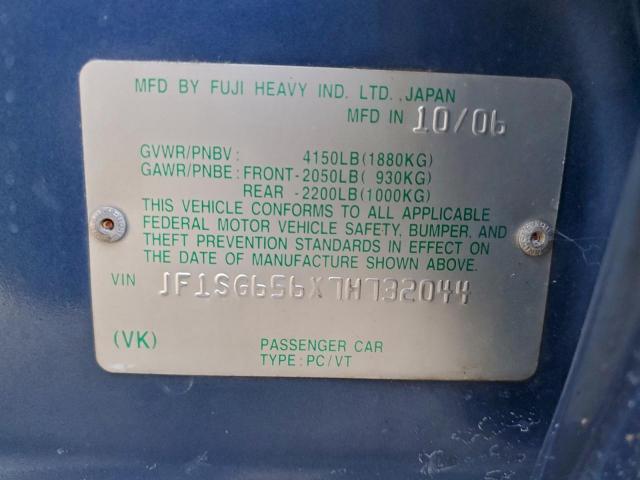 MFD BY FUJI HEAVY IND. LTD., JAPAN
MFD IN 10/06
GVWR/PNBV: 4150LB(1880KG)
GAWR/PNBE: FRONT-2050LB( 930KG)
REAR -2200LB(1000KG)
THIS VEHICLE CONFORMS TO ALL APPLICABLE
FEDERAL MOTOR VEHICLE SAFETY, BUMPER, AND
THEFT PREVENTION STANDARDS IN EFFECT ON
THE DATE OF MANUFACTURE SHOWN ABOVE.
VIN JF1SG656X7H732044
(VK) PASSENGER CAR
TYPE: PC/VT